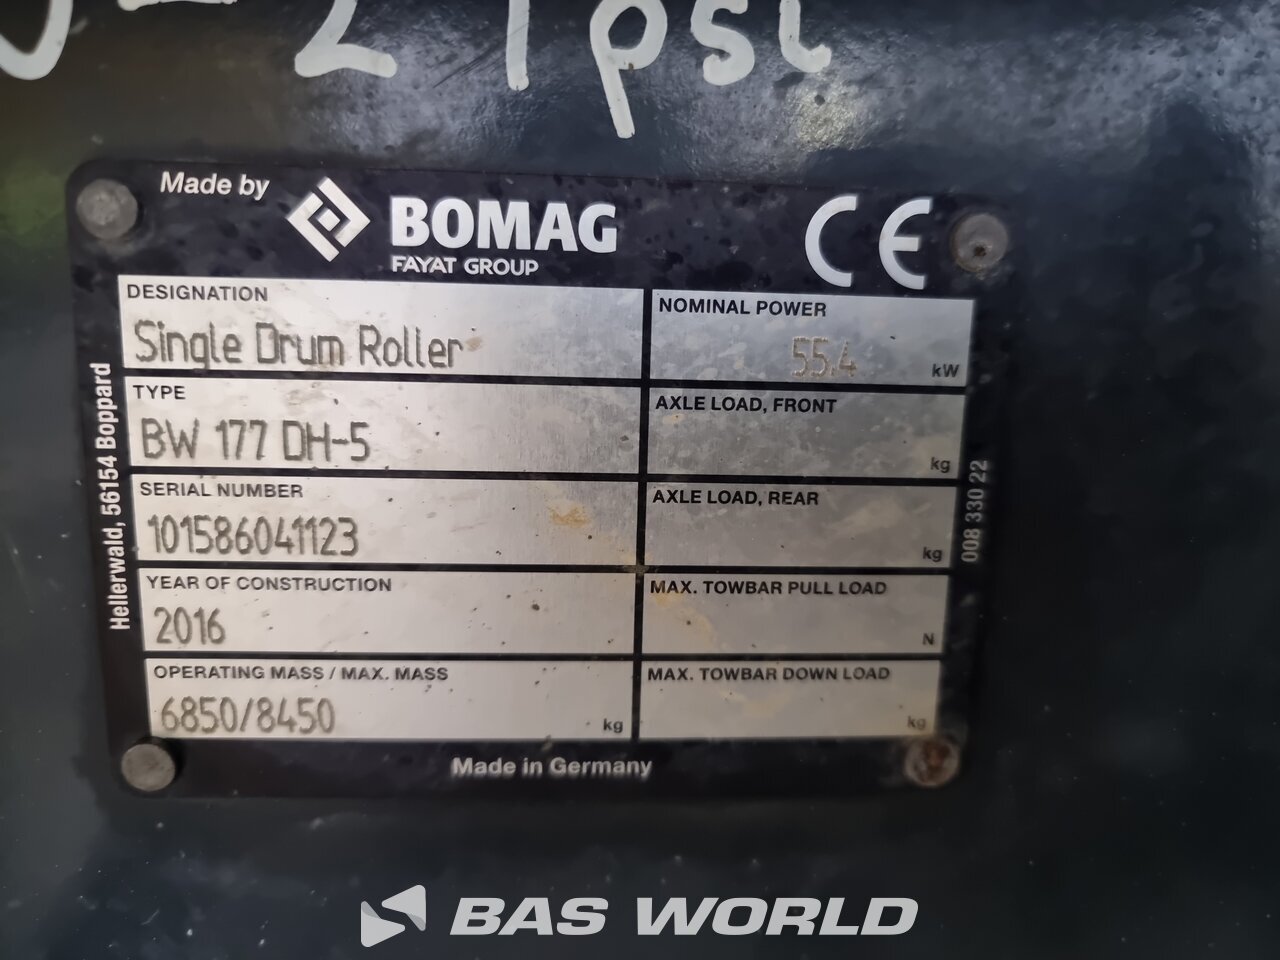 21psi
Made by
BOMAG
FAYAT GROUP
CE
DESIGNATION
Single Drum Roller
NOMINAL POWER
55.4 kW
TYPE
BW 177 DH-5
AXLE LOAD, FRONT
kg
SERIAL NUMBER
101586041123
AXLE LOAD, REAR
kg
YEAR OF CONSTRUCTION
2016
MAX. TOWBAR PULL LOAD
N
OPERATING MASS / MAX. MASS
6850/8450 kg
MAX. TOWBAR DOWN LOAD
kg
Hellerwald, 56154 Boppard
008 330 22
Made in Germany
BAS WORLD